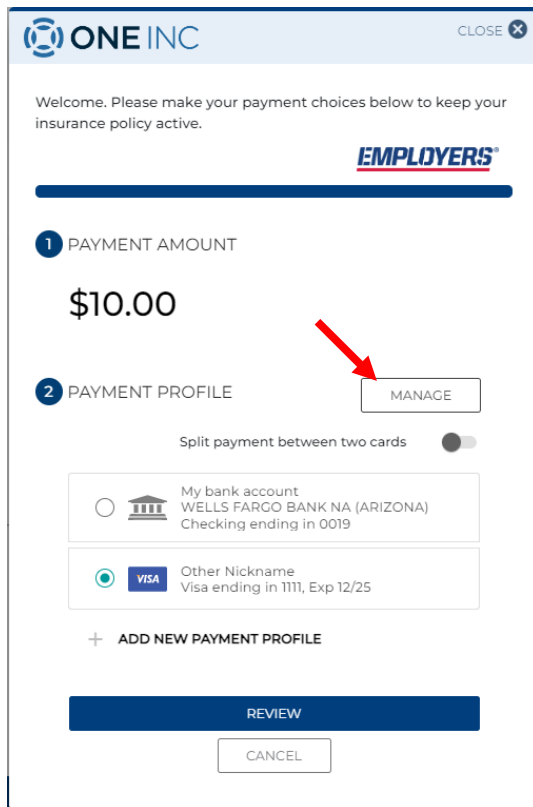 ONE INC
CLOSE
Welcome. Please make your payment choices below to keep your
insurance policy active.
EMPLOYERS®
1 PAYMENT AMOUNT
$10.00
2 PAYMENT PROFILE
MANAGE
Split payment between two cards
My bank account
WELLS FARGO BANK NA (ARIZONA)
Checking ending in 0019
VISA
Other Nickname
Visa ending in 1111, Exp 12/25
+ ADD NEW PAYMENT PROFILE
REVIEW
CANCEL